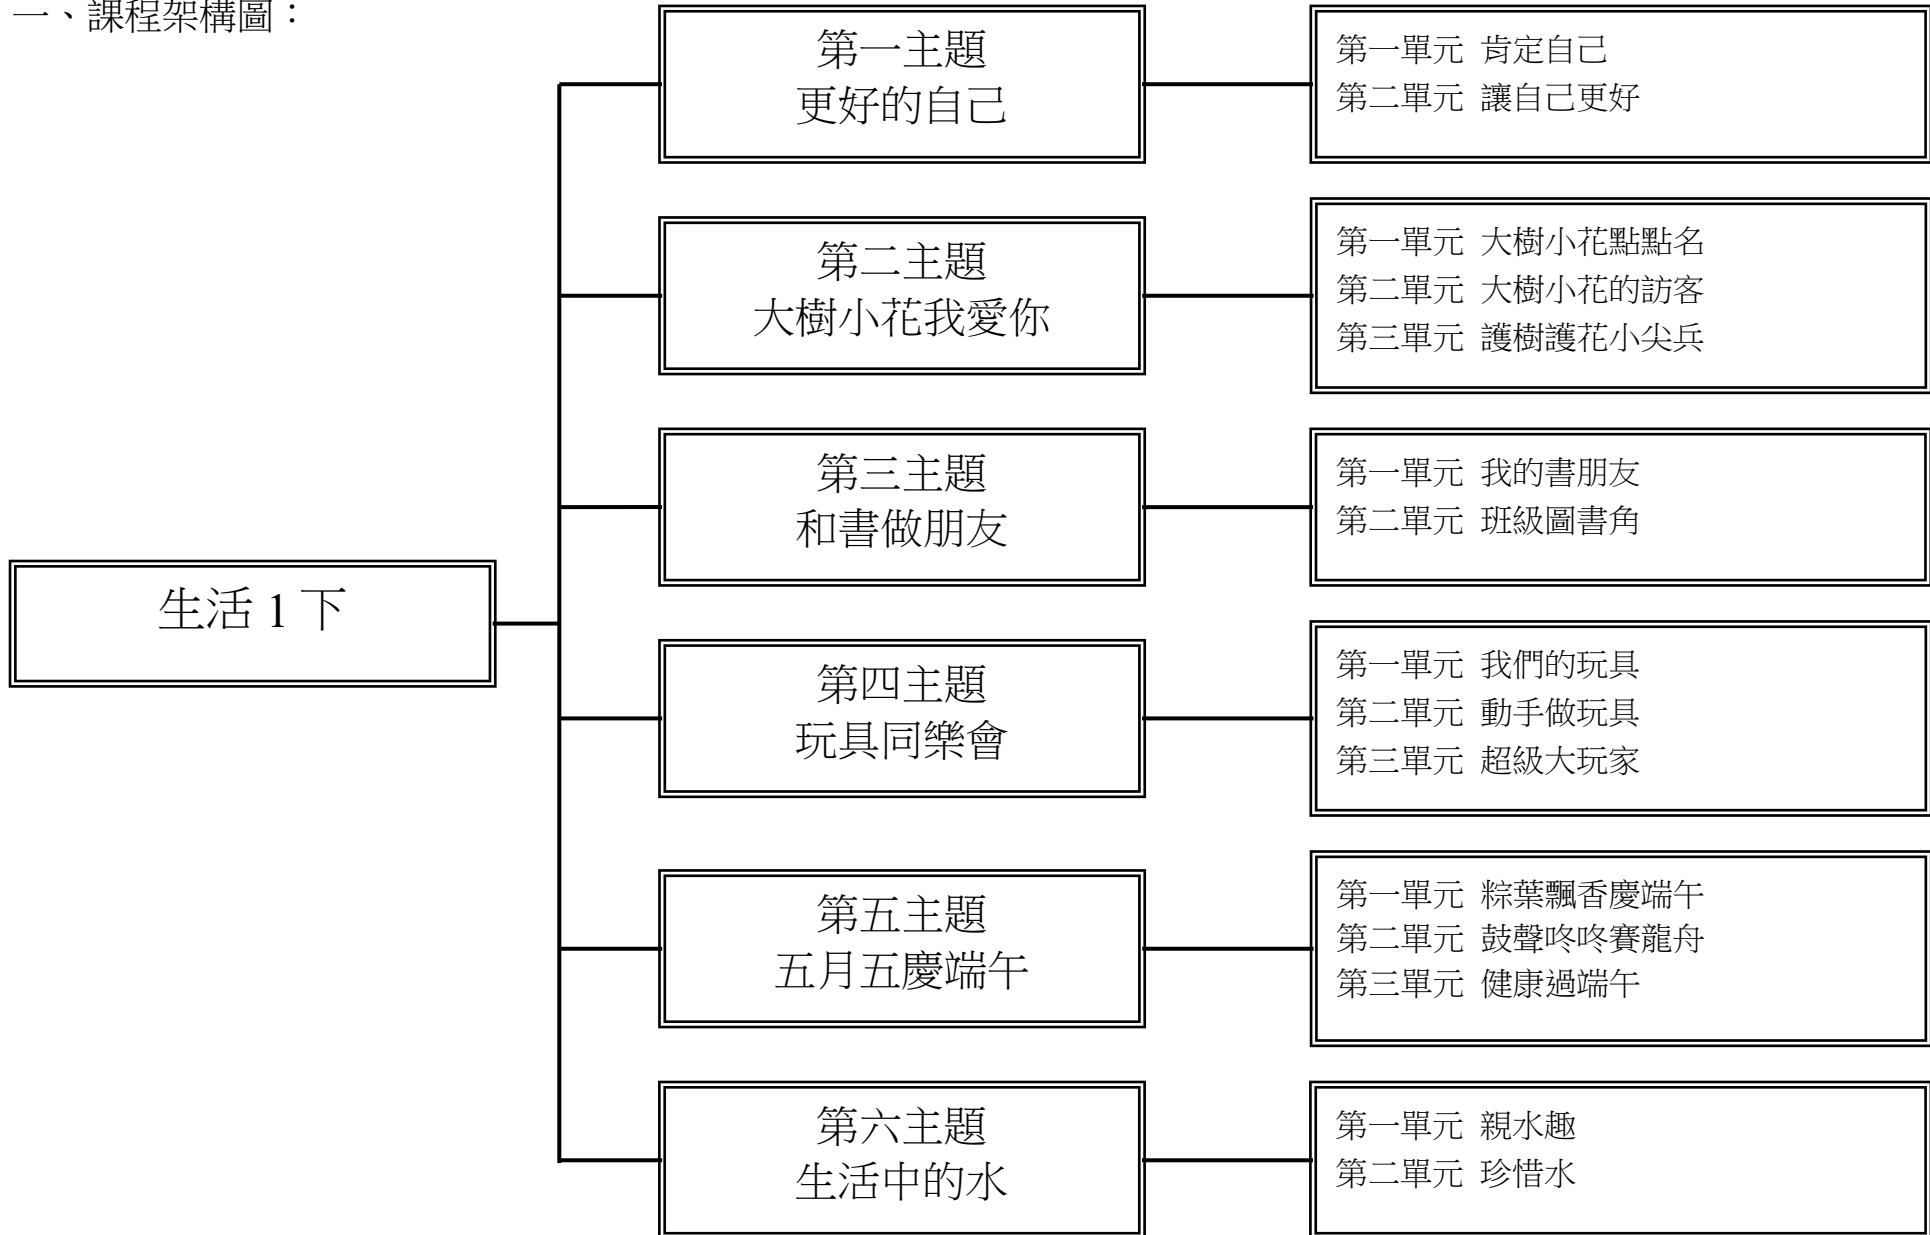 一、課程架構圖：
生活 1 下
第一主題
更好的自己
第一單元 肯定自己
第二單元 讓自己更好
第二主題
大樹小花我愛你
第一單元 大樹小花點點名
第二單元 大樹小花的訪客
第三單元 護樹護花小尖兵
第三主題
和書做朋友
第一單元 我的書朋友
第二單元 班級圖書角
第四主題
玩具同樂會
第一單元 我們的玩具
第二單元 動手做玩具
第三單元 超級大玩家
第五主題
五月五慶端午
第一單元 粽葉飄香慶端午
第二單元 鼓聲咚咚賽龍舟
第三單元 健康過端午
第六主題
生活中的水
第一單元 親水趣
第二單元 珍惜水